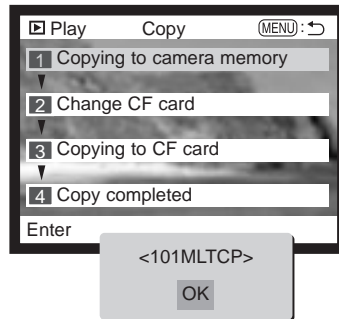 Play Copy MENU :
1 Copying to camera memory
2 Change CF card
3 Copying to CF card
4 Copy completed
Enter
<101MLTCP>
OK